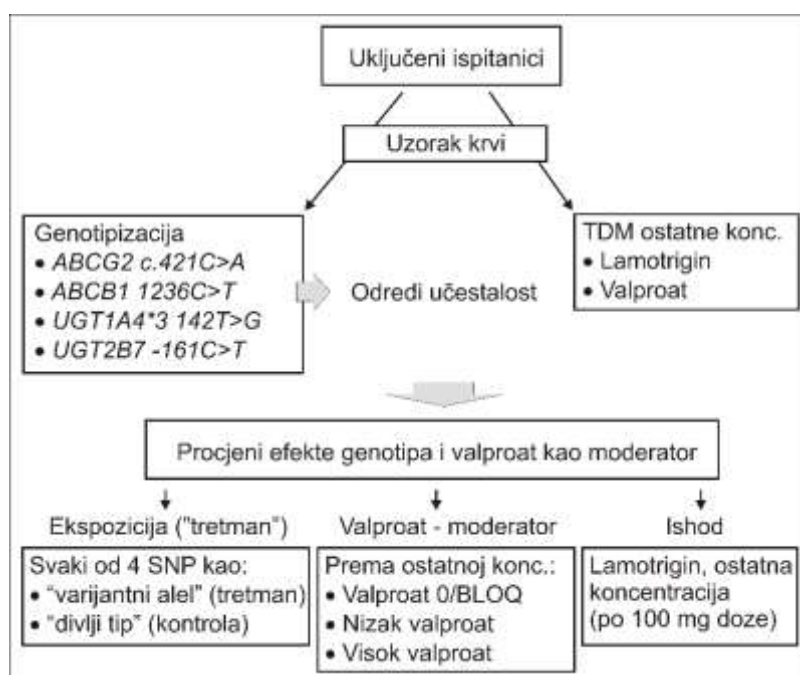 Uključeni ispitanici
Uzorak krvi
Genotipizacija
• ABCG2 c.421C>A
• ABCB1 1236C>T
• UGT1A4*3 142T>G
• UGT2B7 -161C>T
Odredi učestalost
TDM ostatne konc.
• Lamotrigin
• Valproat
Procjeni efekte genotipa i valproat kao moderator
Ekspozicija ("tretman")
Svaki od 4 SNP kao:
• “varijantni alel” (tretman)
• “divlji tip” (kontrola)
Valproat - moderator
Prema ostatnoj konc.:
• Valproat 0/BLOQ
• Nizak valproat
• Visok valproat
Ishod
Lamotrigin, ostatna
koncentracija
(po 100 mg doze)